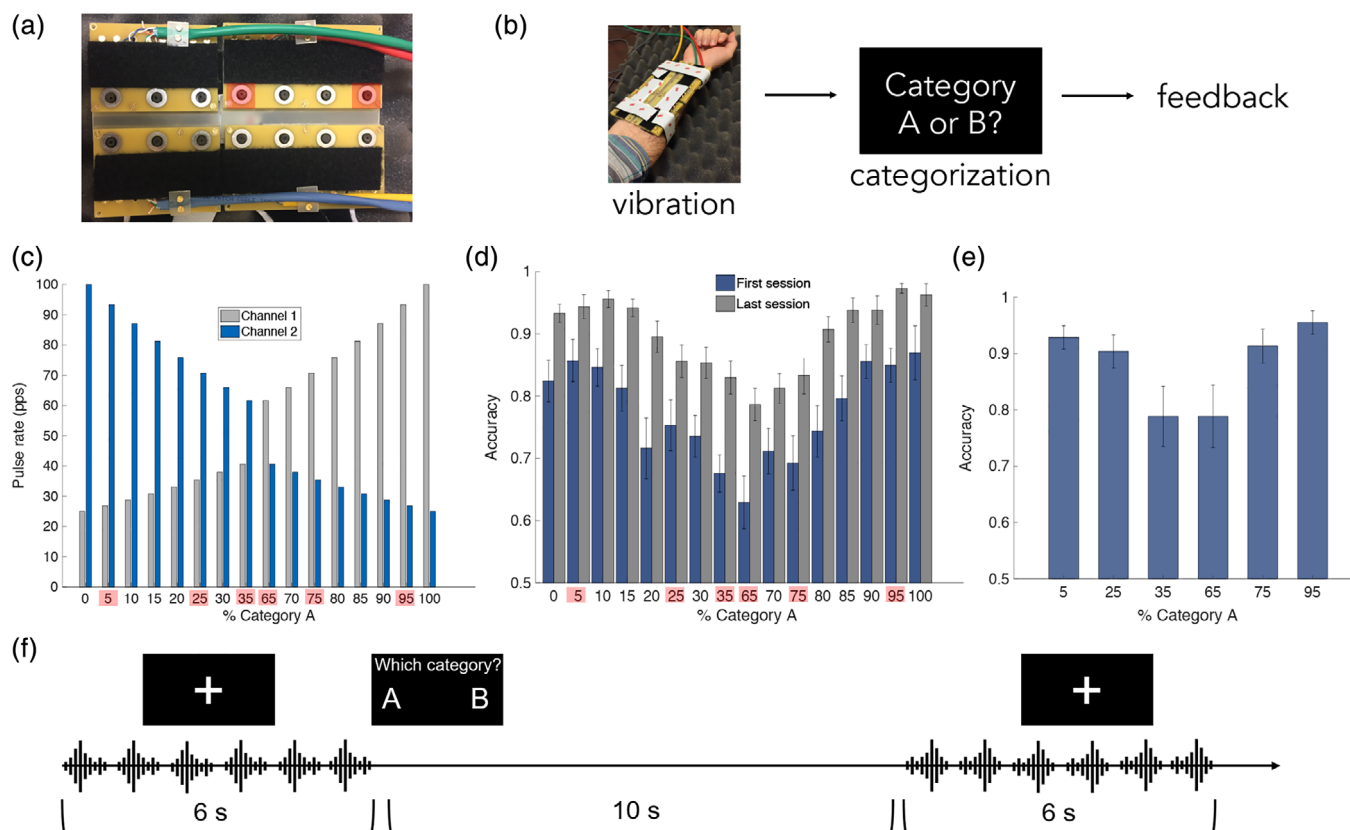 (a)
(b)
Category
A or B?
feedback
vibration
categorization
(c)
Pulse rate (pps)
100
90
80
70
60
50
40
30
20
10
0
Channel 1
Channel 2
0 5 10 15 20 25 30 35 65 70 75 80 85 90 95 100
% Category A
(d)
Accuracy
1
0.9
0.8
0.7
0.6
0.5
First session
Last session
0 5 10 15 20 25 30 35 65 70 75 80 85 90 95 100
% Category A
(e)
Accuracy
1
0.9
0.8
0.7
0.6
0.5
5 25 35 65 75 95
% Category A
(f)
Which category?
A B
6 s
10 s
6 s